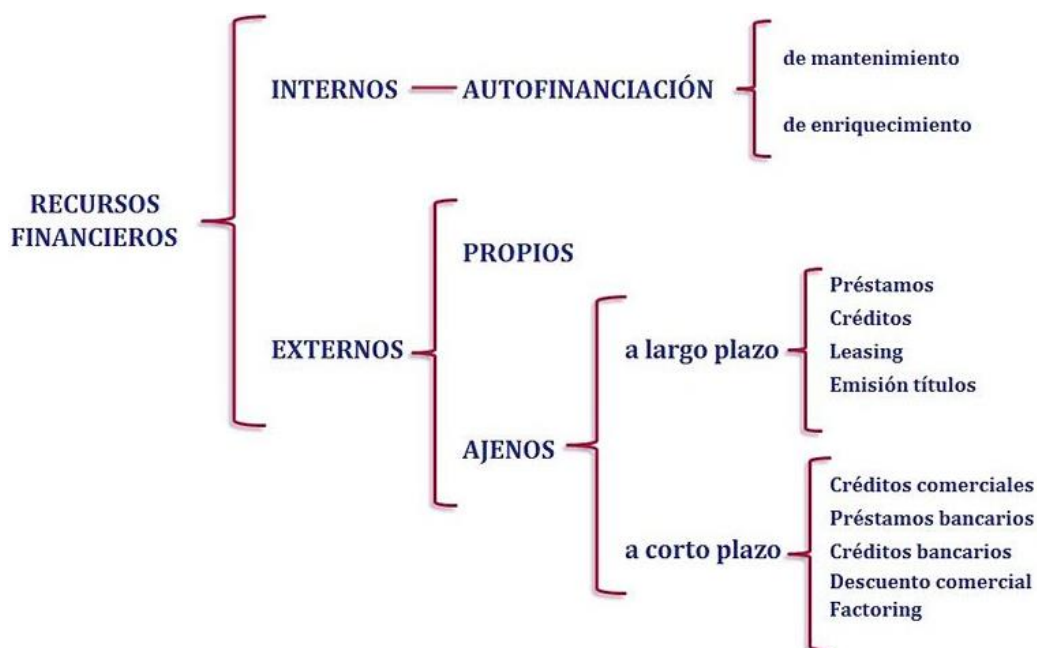 RECURSOS
FINANCIEROS
INTERNOS
AUTOFINANCIACIÓN
de mantenimiento
de enriquecimiento
EXTERNOS
PROPIOS
AJENOS
a largo plazo
Préstamos
Créditos
Leasing
Emisión títulos
a corto plazo
Créditos comerciales
Préstamos bancarios
Créditos bancarios
Descuento comercial
Factoring